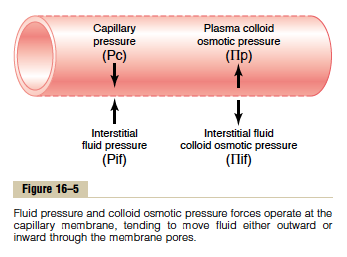 Capillary
pressure
(Pc)
Plasma colloid
osmotic pressure
(Πp)
Interstitial
fluid pressure
(Pif)
Interstitial fluid
colloid osmotic pressure
(Πif)
Figure 16–5
Fluid pressure and colloid osmotic pressure forces operate at the
capillary membrane, tending to move fluid either outward or
inward through the membrane pores.